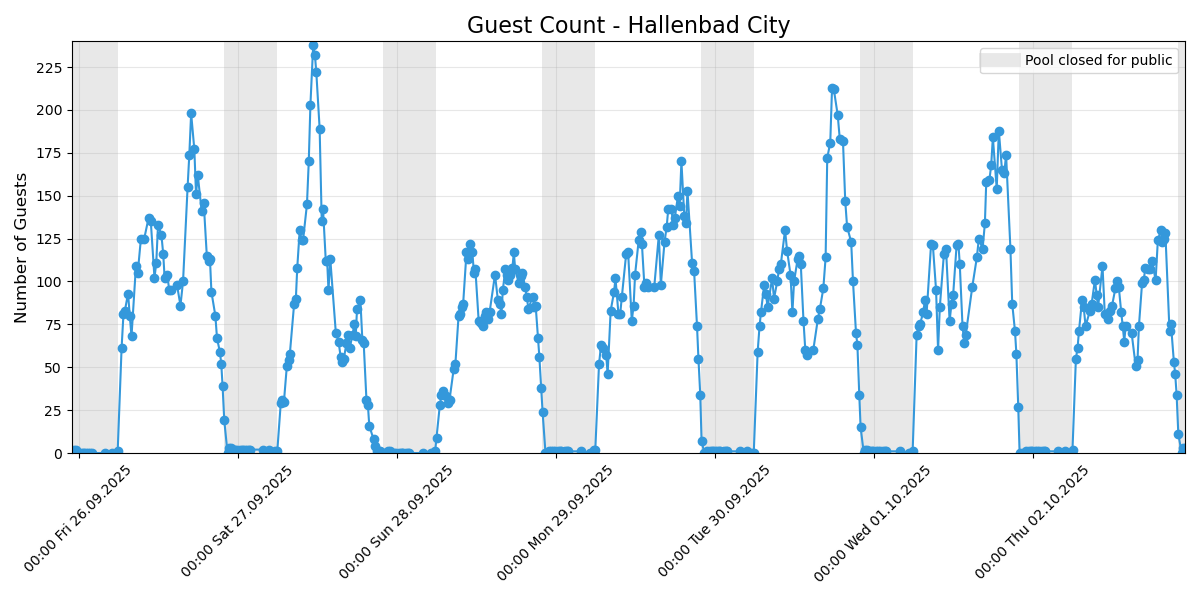 Guest Count - Hallenbad City
Pool closed for public
Number of Guests
225
200
175
150
125
100
75
50
25
0
00:00 Fri 26.09.2025
00:00 Sat 27.09.2025
00:00 Sun 28.09.2025
00:00 Mon 29.09.2025
00:00 Tue 30.09.2025
00:00 Wed 01.10.2025
00:00 Thu 02.10.2025